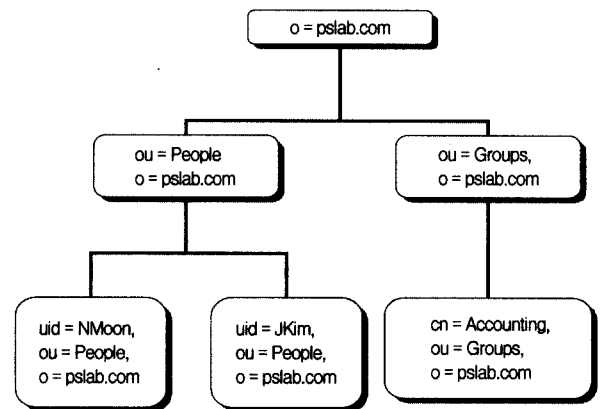 o = pslab.com
ou = People
o = pslab.com
ou = Groups,
o = pslab.com
uid = NMoon,
ou = People,
o = pslab.com
uid = JKim,
ou = People,
o = pslab.com
cn = Accounting,
ou = Groups,
o = pslab.com